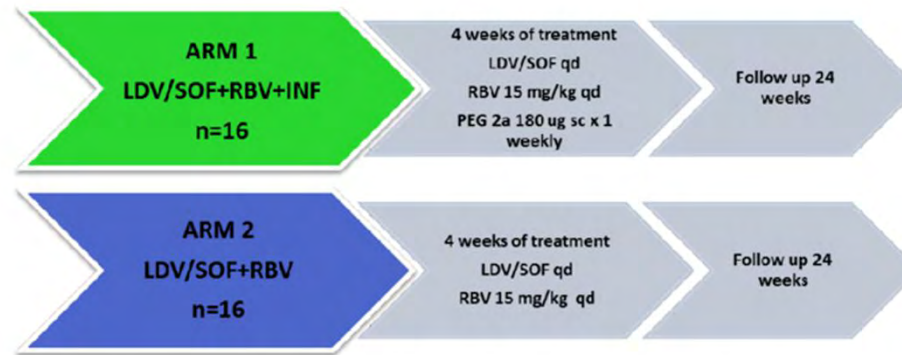 ARM 1
LDV/SOF+RBV+INF
n=16
4 weeks of treatment
LDV/SOF qd
RBV 15 mg/kg qd
PEG 2a 180 ug sc x 1
weekly
Follow up 24
weeks
ARM 2
LDV/SOF+RBV
n=16
4 weeks of treatment
LDV/SOF qd
RBV 15 mg/kg qd
Follow up 24
weeks